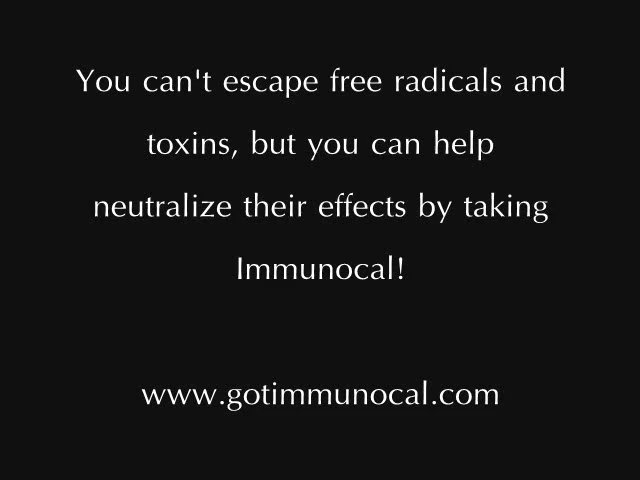 You can't escape free radicals and
toxins, but you can help
neutralize their effects by taking
Immunocal!
www.gotimmunocal.com